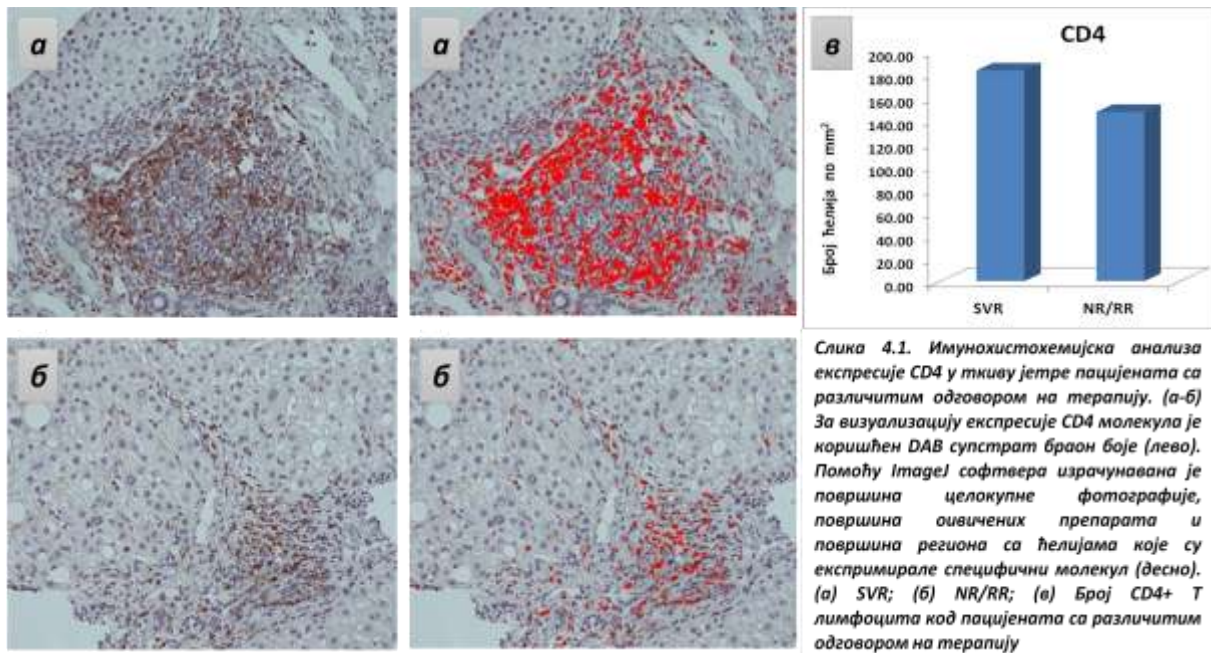 а
а
в
CD4
Број ћелија по mm²
200.00
180.00
160.00
140.00
120.00
100.00
80.00
60.00
40.00
20.00
0.00
SVR
NR/RR
б
б
Слика 4.1. Имунохистохемијска анализа
експресије CD4 у ткиву јетре пацијената са
различитим одговором на терапију. (а-б)
За визуализацију експресије CD4 молекула је
коришћен DAB супстрат браон боје (лево).
Помоћу ImageJ софтвера израчунавана је
површина целокупне фотографије,
површина оивичених препарата и
површина региона са ћелијама које су
експримирале специфични молекул (десно).
(а) SVR; (б) NR/RR; (в) Број CD4+ Т
лимфоцита код пацијената са различитим
одговором на терапију